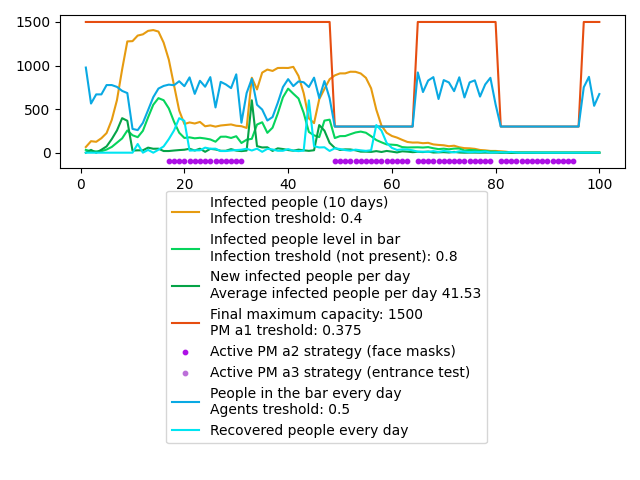 1500
1000
500
0
0
20
40
60
80
100
Infected people (10 days)
Infection treshold: 0.4
Infected people level in bar
Infection treshold (not present): 0.8
New infected people per day
Average infected people per day 41.53
Final maximum capacity: 1500
PM a1 treshold: 0.375
Active PM a2 strategy (face masks)
Active PM a3 strategy (entrance test)
People in the bar every day
Agents treshold: 0.5
Recovered people every day